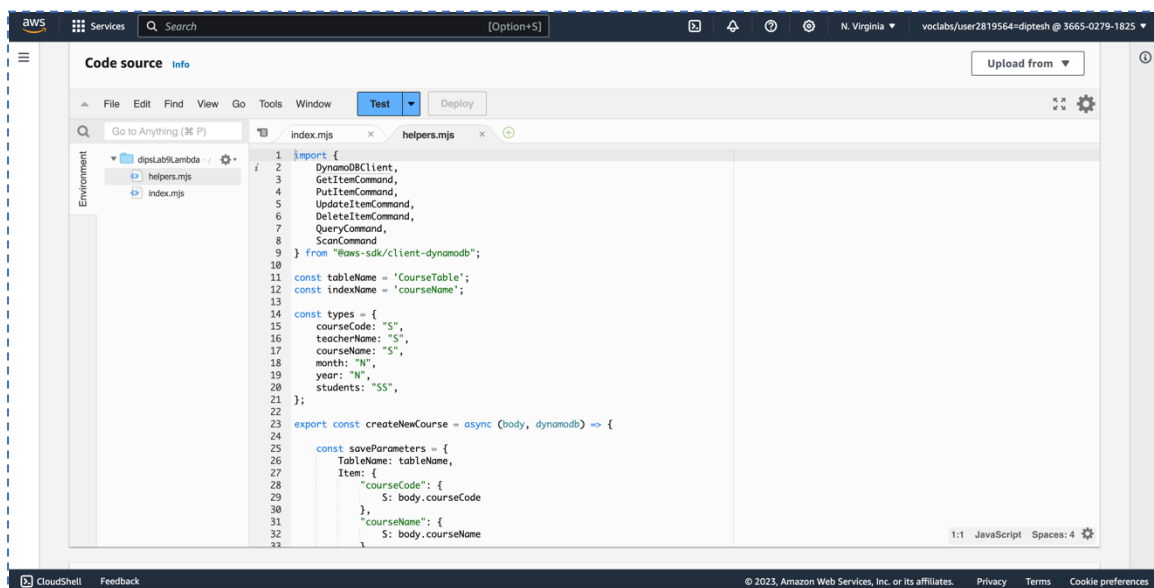 aws Services Search [Option+S] N. Virginia ▼ voclabs/user2819564=diptesh @ 3665-0279-1825 ▼
Code source Info Upload from ▼
File Edit Find View Go Tools Window Test Deploy
Go to Anything (⌘ P) index.mjs × helpers.mjs ×
Environment
dipsLab9Lambda - /
helpers.mjs
index.mjs
1 import {
i 2 DynamoDBClient,
3 GetItemCommand,
4 PutItemCommand,
5 UpdateItemCommand,
6 DeleteItemCommand,
7 QueryCommand,
8 ScanCommand
9 } from "@aws-sdk/client-dynamodb";
10
11 const tableName = 'CourseTable';
12 const indexName = 'courseName';
13
14 const types = {
15 courseCode: "S",
16 teacherName: "S",
17 courseName: "S",
18 month: "N",
19 year: "N",
20 students: "SS",
21 };
22
23 export const createNewCourse = async (body, dynamodb) => {
24
25 const saveParameters = {
26 TableName: tableName,
27 Item: {
28 "courseCode": {
29 S: body.courseCode
30 },
31 "courseName": {
32 S: body.courseName
33 }
1:1 JavaScript Spaces: 4
CloudShell Feedback © 2023, Amazon Web Services, Inc. or its affiliates. Privacy Terms Cookie preferences